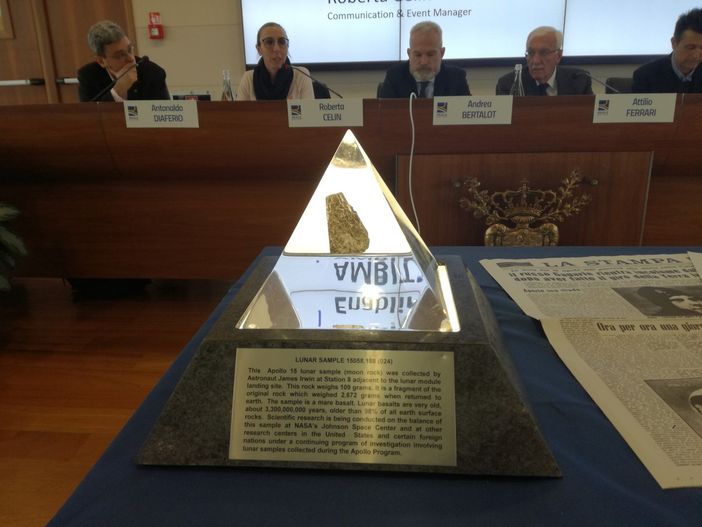 Communication & Event Manager
Antonaldo
DIAFERIO
Roberta
CELIN
Andrea
BERTALOT
Attilio
FERRARI
AMBIT
Enablin
LA STAMPA
Ora per ora una
LUNAR SAMPLE 15058,198 (024)
This Apollo 15 lunar sample (moon rock) was collected by
Astronaut James Irwin at Station 8 adjacent to the lunar module
landing site. This rock weighs 109 grams. It is a fragment of the
original rock which weighed 2,672 grams when returned to
earth. The sample is a mare basalt. Lunar basalts are very old,
about 3,300,000,000 years, older than 98% of all earth surface
rocks. Scientific research is being conducted on the balance of
this sample at NASA's Johnson Space Center and at other
research centers in the United States and certain foreign
nations under a continuing program of investigation involving
lunar samples collected during the Apollo Program.